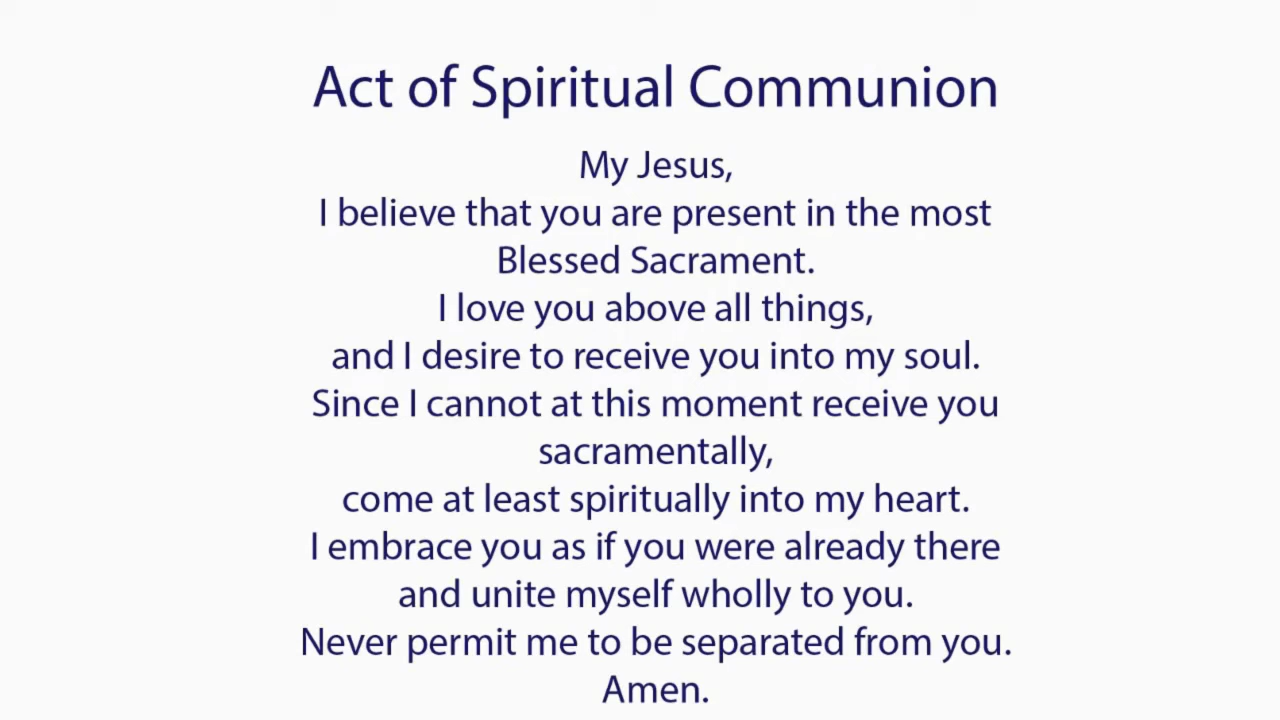 Act of Spiritual Communion
My Jesus,
I believe that you are present in the most
Blessed Sacrament.
I love you above all things,
and I desire to receive you into my soul.
Since I cannot at this moment receive you
sacramentally,
come at least spiritually into my heart.
I embrace you as if you were already there
and unite myself wholly to you.
Never permit me to be separated from you.
Amen.